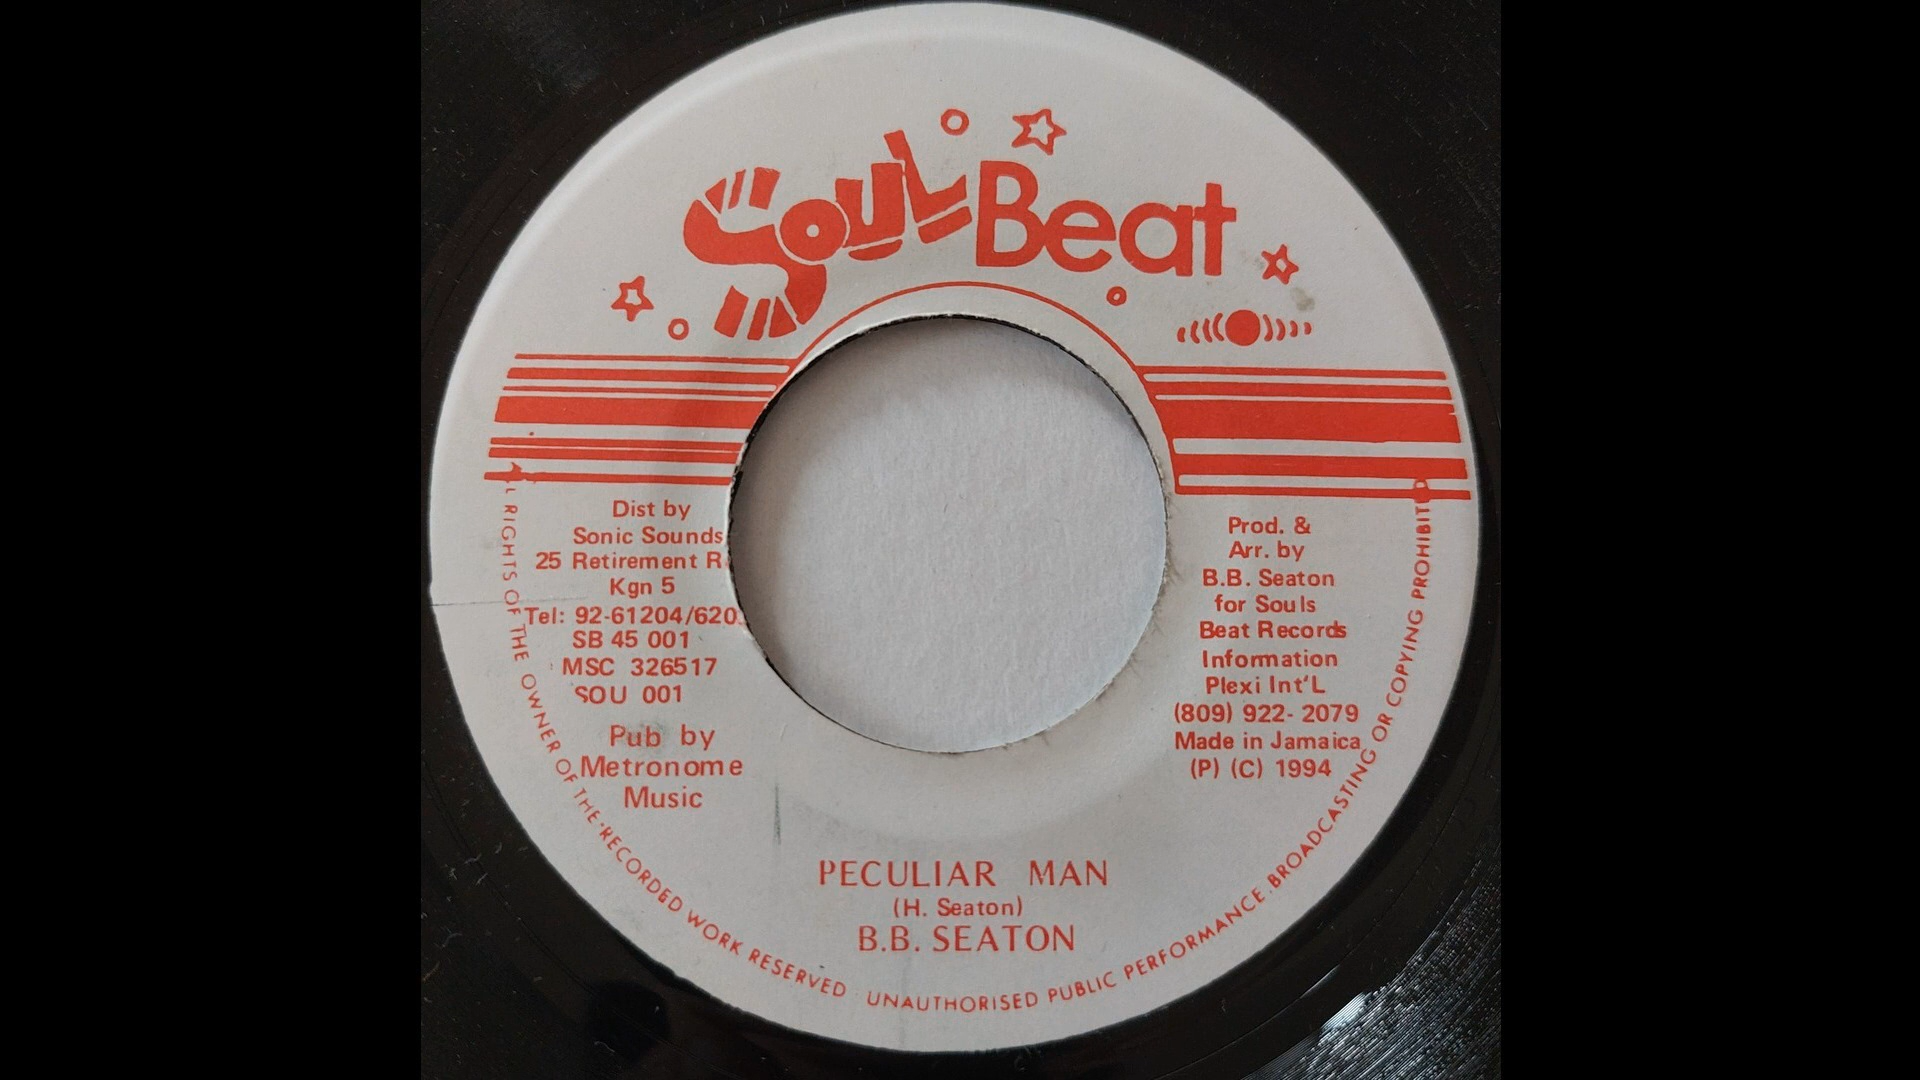 Soul Beat
Dist by
Sonic Sounds
25 Retirement R
Kgn 5
Tel: 92-61204/620
SB 45 001
MSC 326517
SOU 001
Pub by
Metronome
Music
Prod. &
Arr. by
B.B. Seaton
for Souls
Beat Records
Information
Plexi Int'L
(809) 922- 2079
Made in Jamaica
(P) (C) 1994
PECULIAR MAN
(H. Seaton)
B.B. SEATON
ALL RIGHTS OF THE OWNER OF THE RECORDED WORK RESERVED UNAUTHORISED PUBLIC PERFORMANCE BROADCASTING OR COPYING PROHIBITED